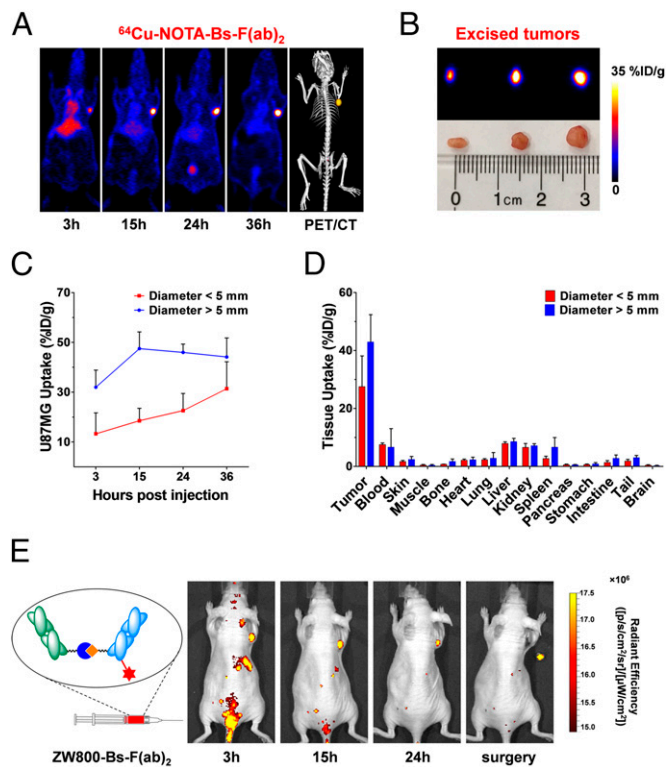 A
⁶⁴Cu-NOTA-Bs-F(ab)₂
3h 15h 24h 36h PET/CT
B
Excised tumors
35 %ID/g
0
0 1cm 2 3
C
Diameter < 5 mm
Diameter > 5 mm
U87MG Uptake (%ID/g)
70
50
30
10
3 15 24 36
Hours post injection
D
Diameter < 5 mm
Diameter > 5 mm
Tissue Uptake (%ID/g)
60
40
20
0
Tumor Blood Skin Muscle Bone Heart Lung Liver Kidney Spleen Pancreas Stomach Intestine Tail Brain
E
ZW800-Bs-F(ab)₂
3h 15h 24h surgery
×10⁶
17.5
17.0
16.5
16.0
15.5
15.0
Radiant Efficiency
([p/s/cm²/sr]/[µW/cm²])